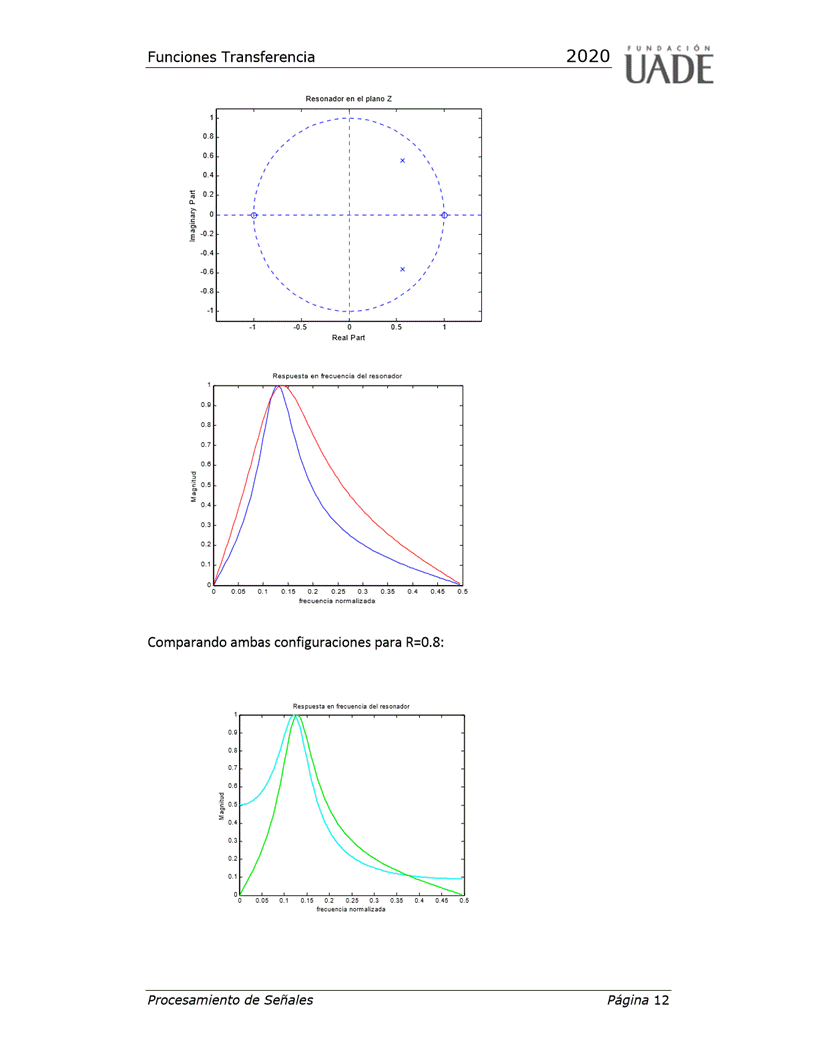 Funciones Transferencia 2020 FUNDACIÓN
UADE
Resonador en el plano Z
1
0.8
0.6
0.4
0.2
0
-0.2
-0.4
-0.6
-0.8
-1
Imaginary Part
-1 -0.5 0 0.5 1
Real Part
Respuesta en frecuencia del resonador
1
0.9
0.8
0.7
0.6
0.5
0.4
0.3
0.2
0.1
0
Magnitud
0 0.05 0.1 0.15 0.2 0.25 0.3 0.35 0.4 0.45 0.5
frecuencia normalizada
Comparando ambas configuraciones para R=0.8:
Respuesta en frecuencia del resonador
1
0.9
0.8
0.7
0.6
0.5
0.4
0.3
0.2
0.1
0
Magnitud
0 0.05 0.1 0.15 0.2 0.25 0.3 0.35 0.4 0.45 0.5
frecuencia normalizada
Procesamiento de Señales Página 12